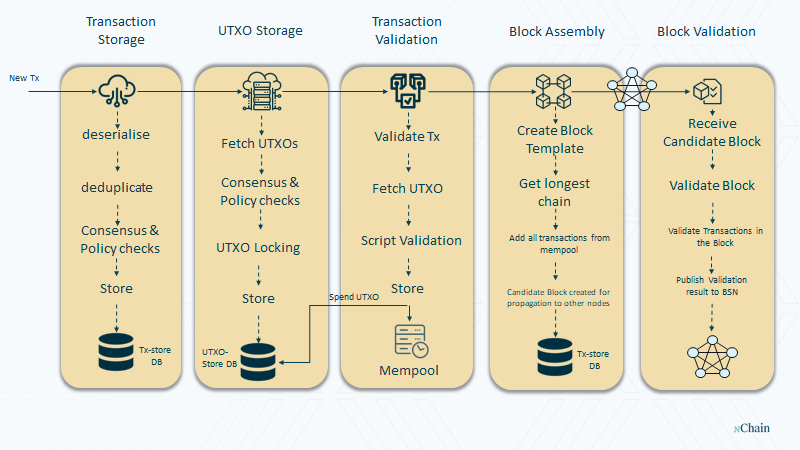 Transaction
Storage
UTXO Storage
Transaction
Validation
Block Assembly
Block Validation
New Tx
deserialise
deduplicate
Consensus &
Policy checks
Store
Tx-store
DB
Fetch UTXOs
Consensus &
Policy checks
UTXO Locking
Store
UTXO-
Store DB
Validate Tx
Fetch UTXO
Script Validation
Store
Spend UTXO
Mempool
Create Block
Template
Get longest
chain
Add all transactions from
mempool
Candidate Block created for
propagation to other nodes
Tx-store
DB
Receive
Candidate Block
Validate Block
Validate Transactions in
the Block
Publish Validation
result to BSN
nChain